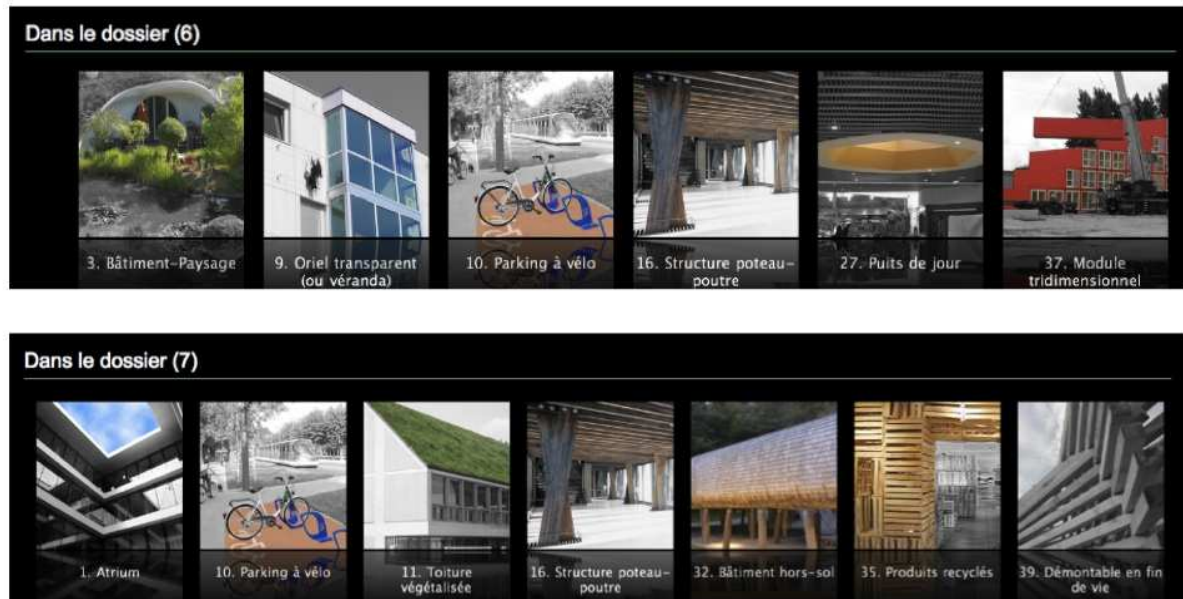 Dans le dossier (6)
3. Bâtiment-Paysage
9. Oriel transparent
(ou véranda)
10. Parking à vélo
16. Structure poteau-
poutre
27. Puits de jour
37. Module
tridimensionnel
Dans le dossier (7)
1. Atrium
10. Parking à vélo
11. Toiture
végétalisée
16. Structure poteau-
poutre
32. Bâtiment hors-sol
35. Produits recyclés
39. Démontable en fin
de vie